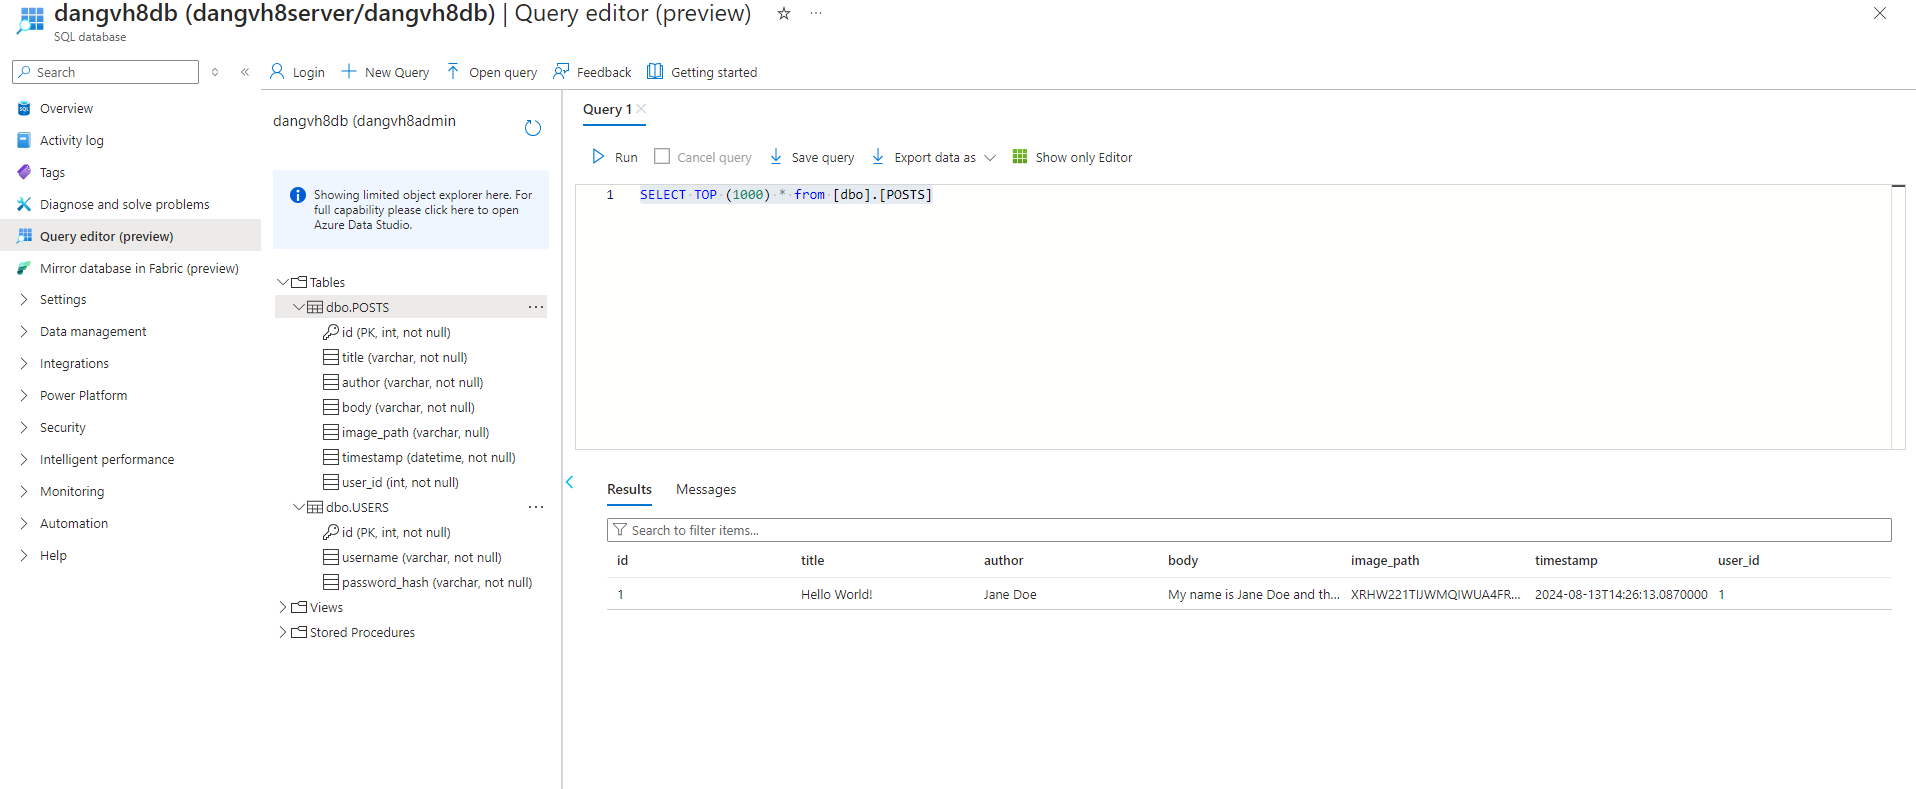 dangvh8db (dangvh8server/dangvh8db) | Query editor (preview)
SQL database
Search
Login
New Query
Open query
Feedback
Getting started
Overview
Activity log
Tags
Diagnose and solve problems
Query editor (preview)
Mirror database in Fabric (preview)
Settings
Data management
Integrations
Power Platform
Security
Intelligent performance
Monitoring
Automation
Help
dangvh8db (dangvh8admin
Showing limited object explorer here. For
full capability please click here to open
Azure Data Studio.
Tables
dbo.POSTS
id (PK, int, not null)
title (varchar, not null)
author (varchar, not null)
body (varchar, not null)
image_path (varchar, null)
timestamp (datetime, not null)
user_id (int, not null)
dbo.USERS
id (PK, int, not null)
username (varchar, not null)
password_hash (varchar, not null)
Views
Stored Procedures
Query 1
Run
Cancel query
Save query
Export data as
Show only Editor
1 SELECT TOP (1000) * from [dbo].[POSTS]
Results
Messages
Search to filter items...
id title author body image_path timestamp user_id
1 Hello World! Jane Doe My name is Jane Doe and th... XRHW221TIJWMQIWUA4FR... 2024-08-13T14:26:13.0870000 1